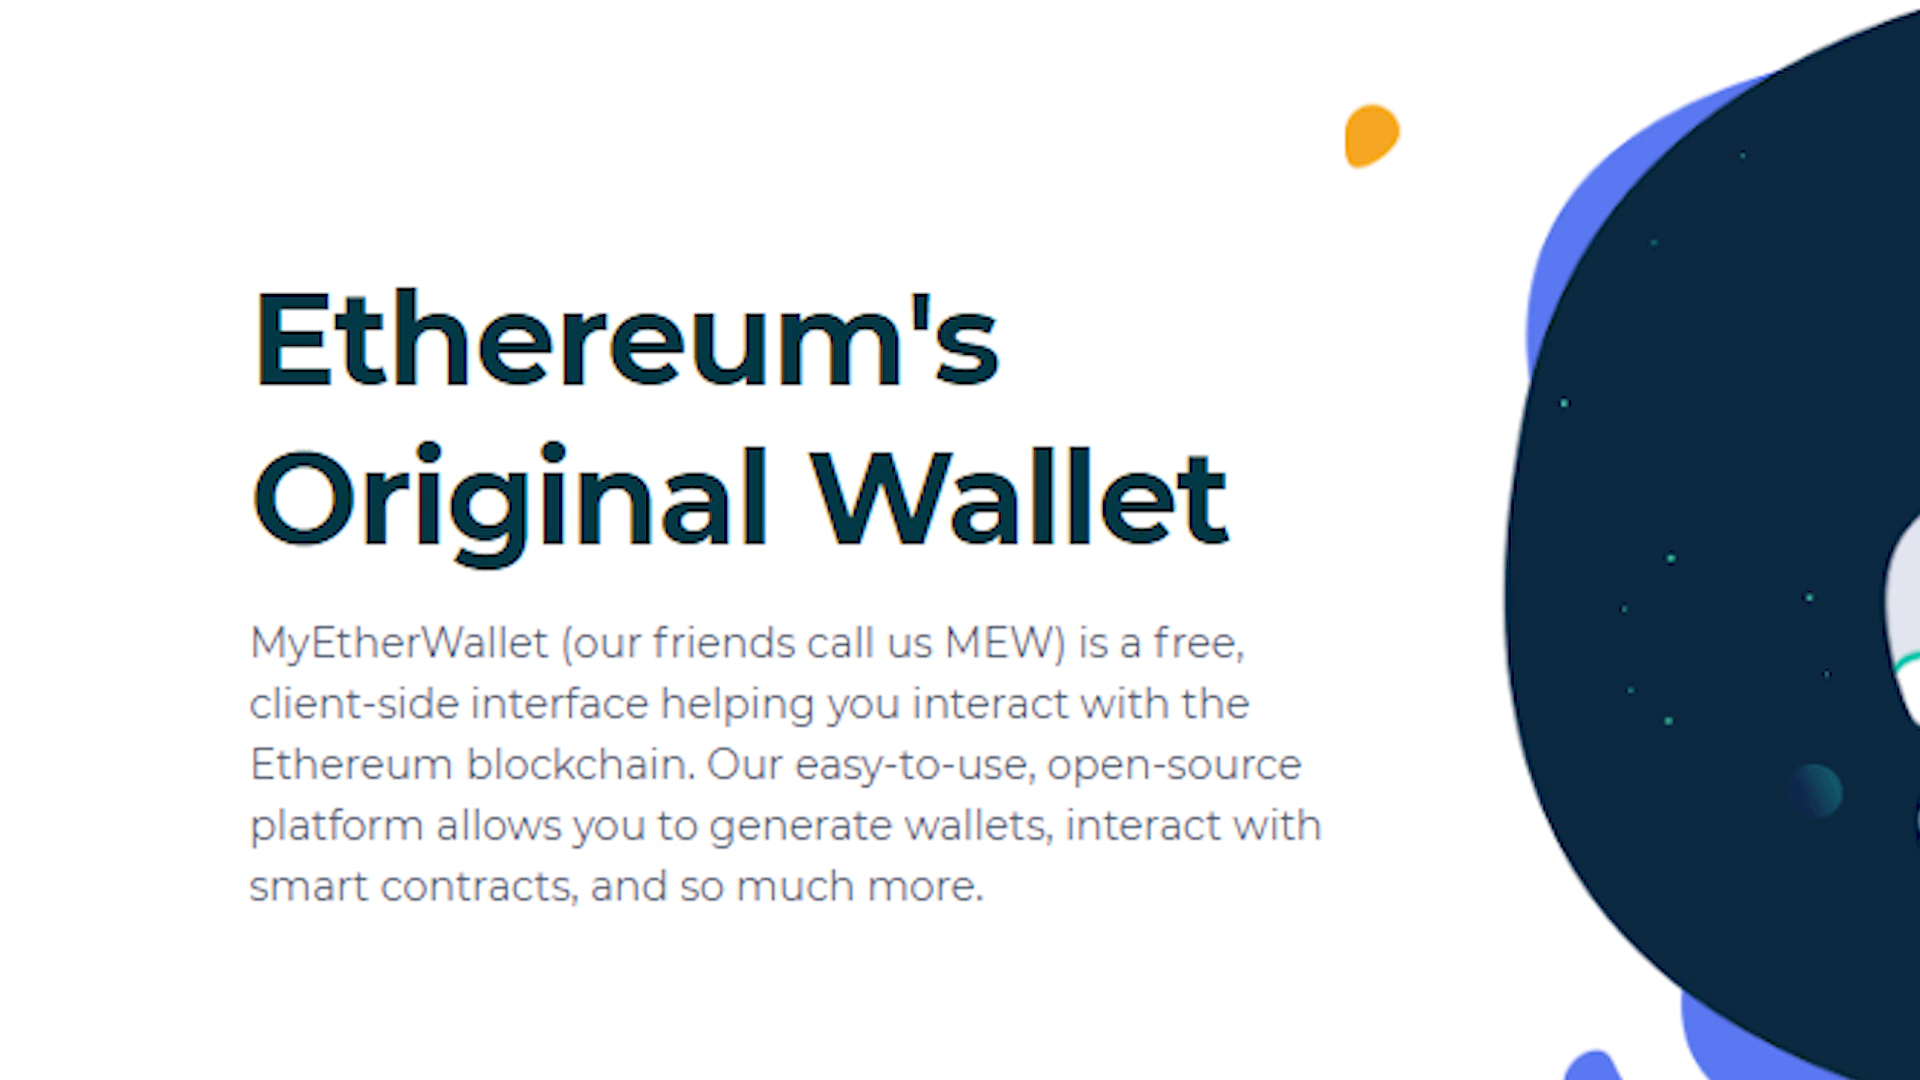 Ethereum's
Original Wallet
MyEtherWallet (our friends call us MEW) is a free,
client-side interface helping you interact with the
Ethereum blockchain. Our easy-to-use, open-source
platform allows you to generate wallets, interact with
smart contracts, and so much more.